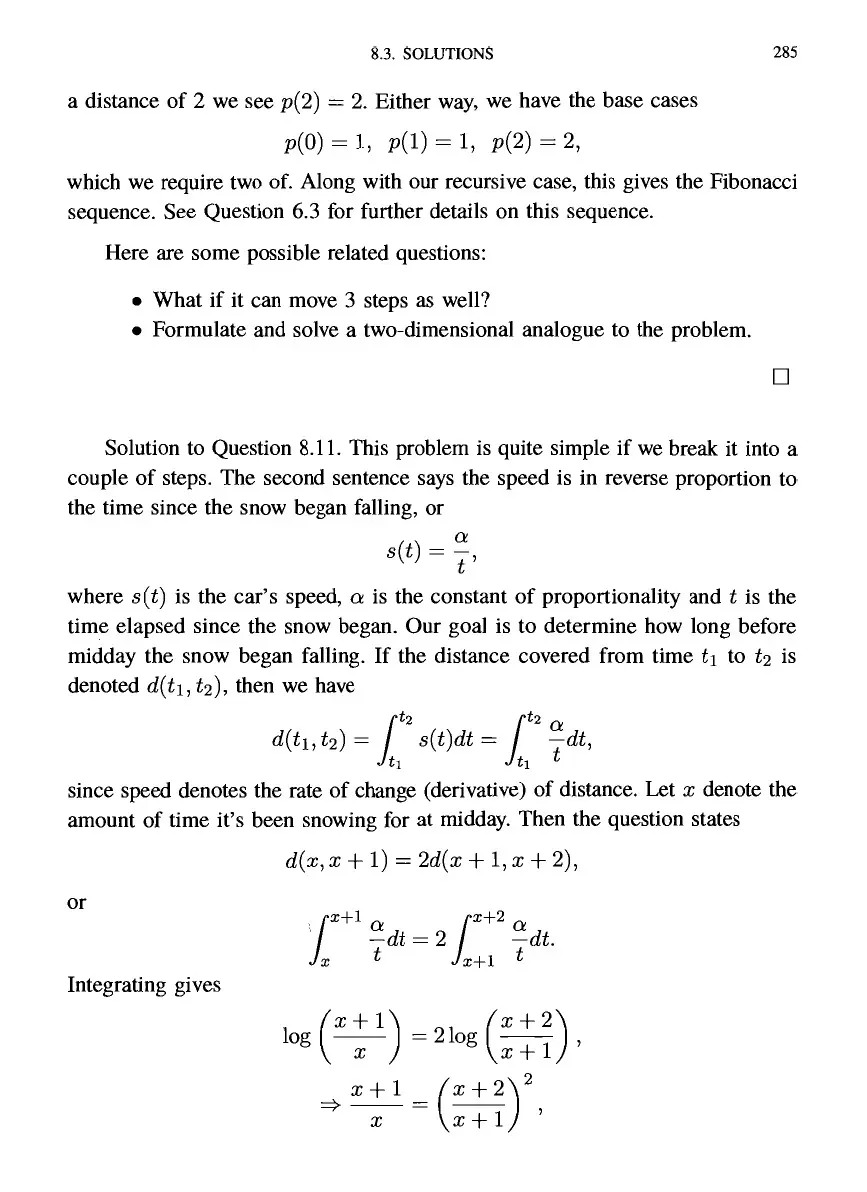 8.3. SOLUTIONS 285
a distance of 2 we see p(2) = 2. Either way, we have the base cases
p(0) = 1, p(1) = 1, p(2) = 2,
which we require two of. Along with our recursive case, this gives the Fibonacci
sequence. See Question 6.3 for further details on this sequence.
Here are some possible related questions:
• What if it can move 3 steps as well?
• Formulate and solve a two-dimensional analogue to the problem.
□
Solution to Question 8.11. This problem is quite simple if we break it into a
couple of steps. The second sentence says the speed is in reverse proportion to
the time since the snow began falling, or
s(t) = α/t,
where s(t) is the car's speed, α is the constant of proportionality and t is the
time elapsed since the snow began. Our goal is to determine how long before
midday the snow began falling. If the distance covered from time t₁ to t₂ is
denoted d(t₁, t₂), then we have
d(t₁, t₂) = ∫_{t₁}^{t₂} s(t)dt = ∫_{t₁}^{t₂} α/t dt,
since speed denotes the rate of change (derivative) of distance. Let x denote the
amount of time it's been snowing for at midday. Then the question states
d(x, x + 1) = 2d(x + 1, x + 2),
or
∫_{x}^{x+1} α/t dt = 2 ∫_{x+1}^{x+2} α/t dt.
Integrating gives
log((x + 1)/x) = 2 log((x + 2)/(x + 1)),
⇒ (x + 1)/x = ((x + 2)/(x + 1))²,